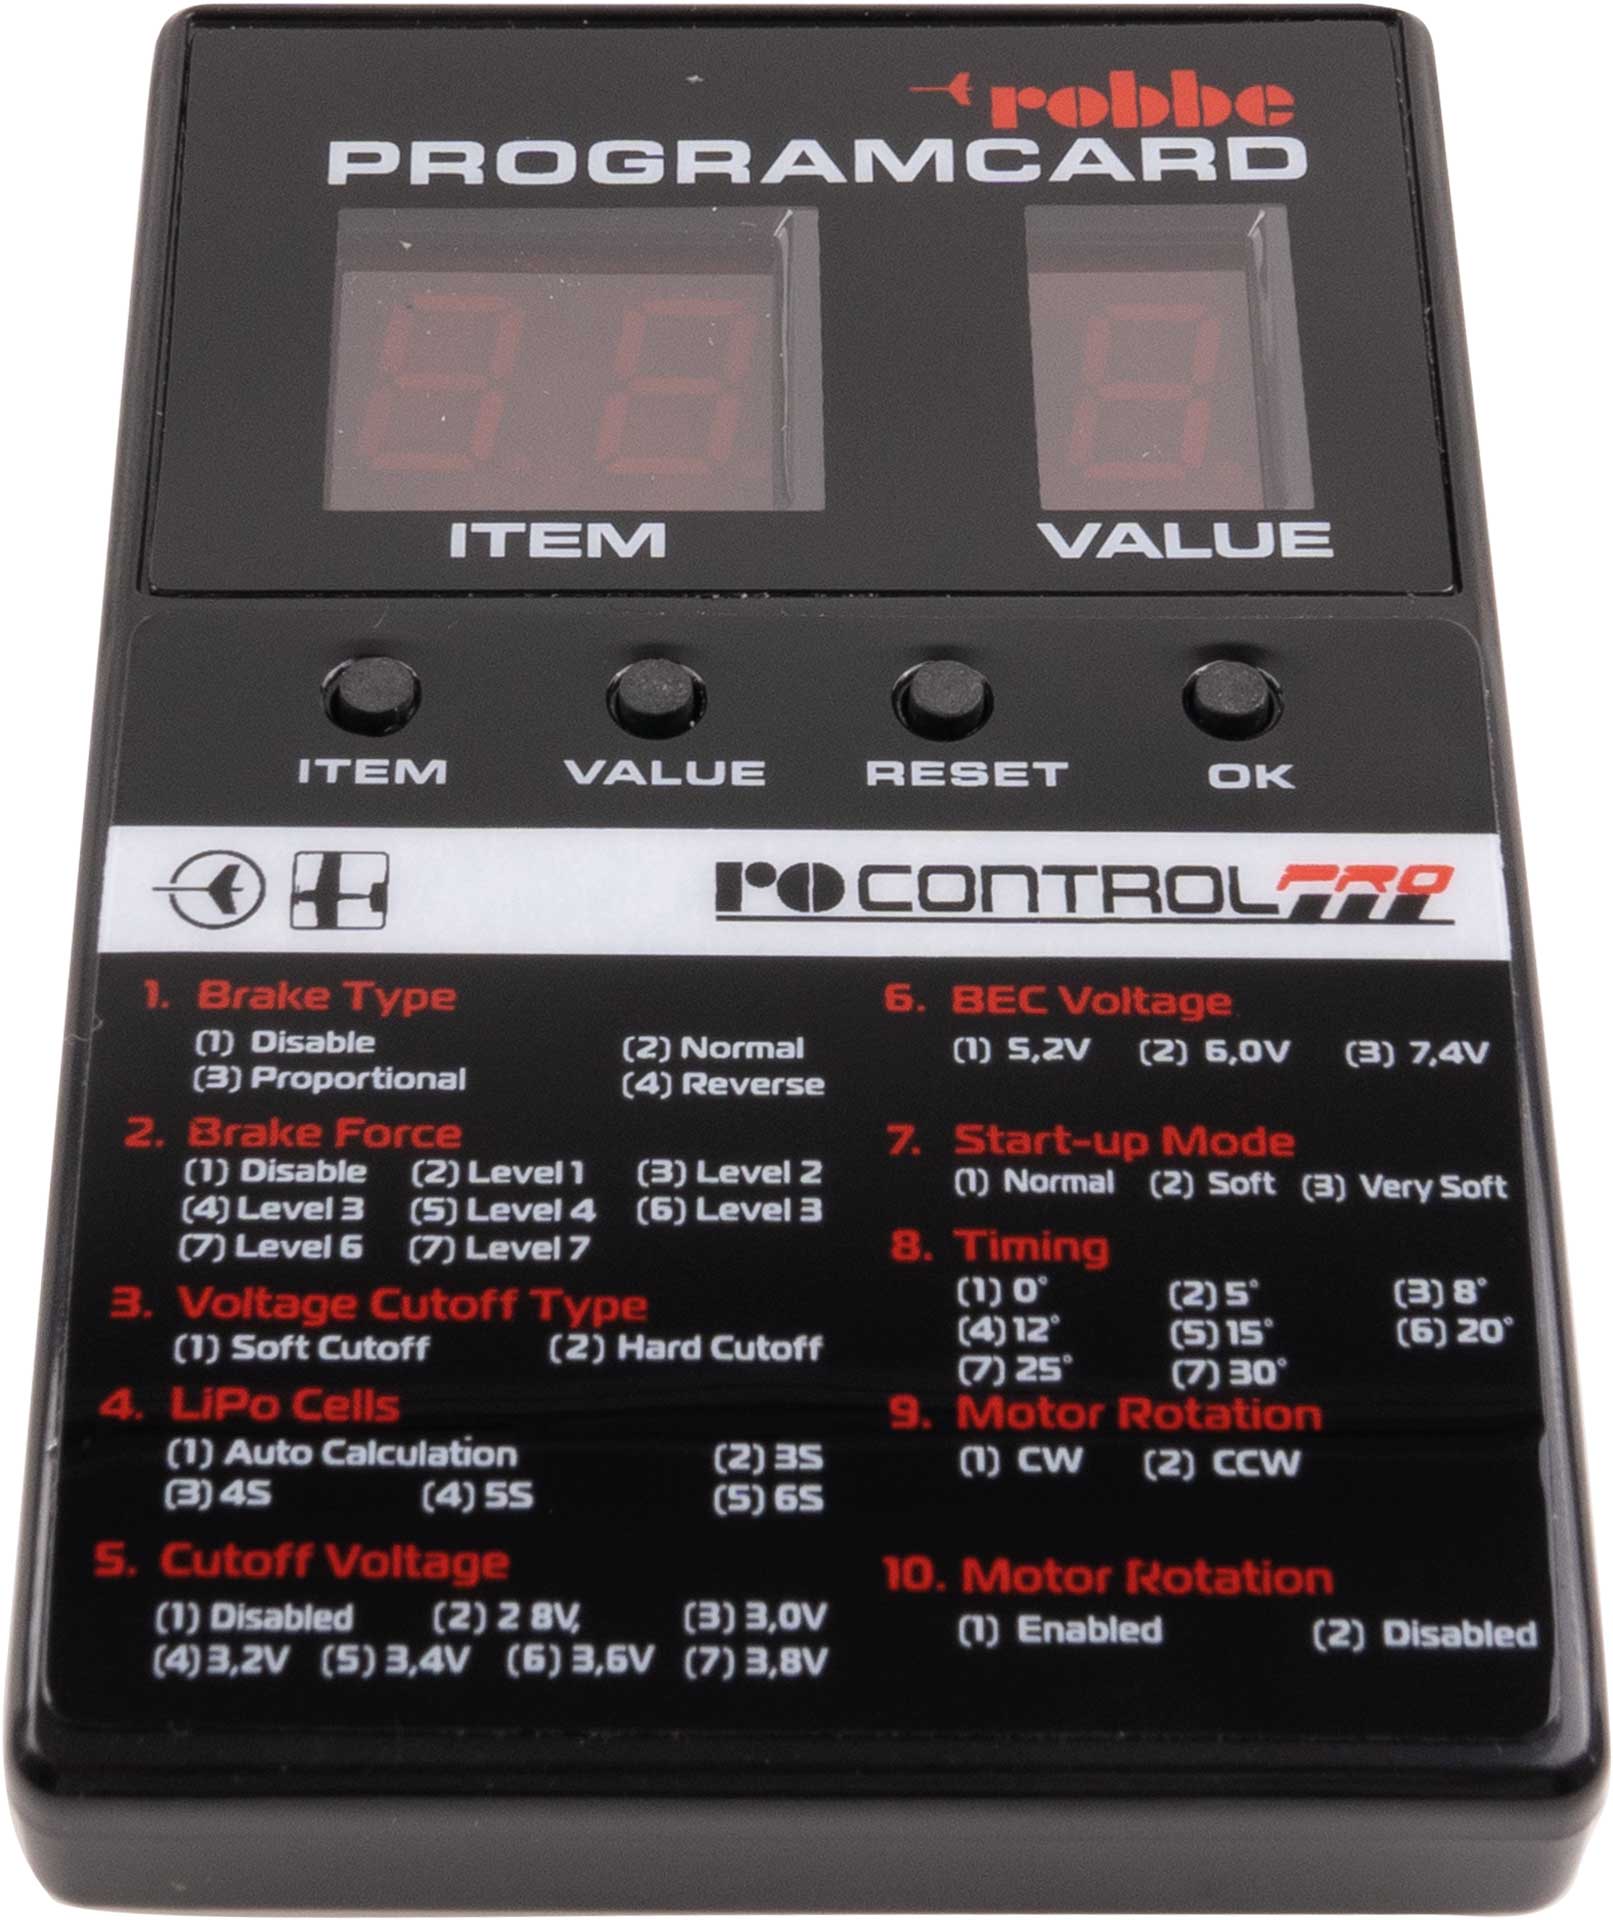 robbe
PROGRAMCARD
ITEM VALUE
ITEM VALUE RESET OK
ro CONTROL PRO
1. Brake Type
(1) Disable (2) Normal
(3) Proportional (4) Reverse
2. Brake Force
(1) Disable (2) Level 1 (3) Level 2
(4) Level 3 (5) Level 4 (6) Level 3
(7) Level 6 (7) Level 7
3. Voltage Cutoff Type
(1) Soft Cutoff (2) Hard Cutoff
4. LiPo Cells
(1) Auto Calculation (2) 3S
(3) 4S (4) 5S (5) 6S
5. Cutoff Voltage
(1) Disabled (2) 2 8V, (3) 3,0V
(4) 3,2V (5) 3,4V (6) 3,6V (7) 3,8V
6. BEC Voltage
(1) 5,2V (2) 6,0V (3) 7,4V
7. Start-up Mode
(1) Normal (2) Soft (3) Very Soft
8. Timing
(1) 0° (2) 5° (3) 8°
(4) 12° (5) 15° (6) 20°
(7) 25° (7) 30°
9. Motor Rotation
(1) CW (2) CCW
10. Motor Rotation
(1) Enabled (2) Disabled